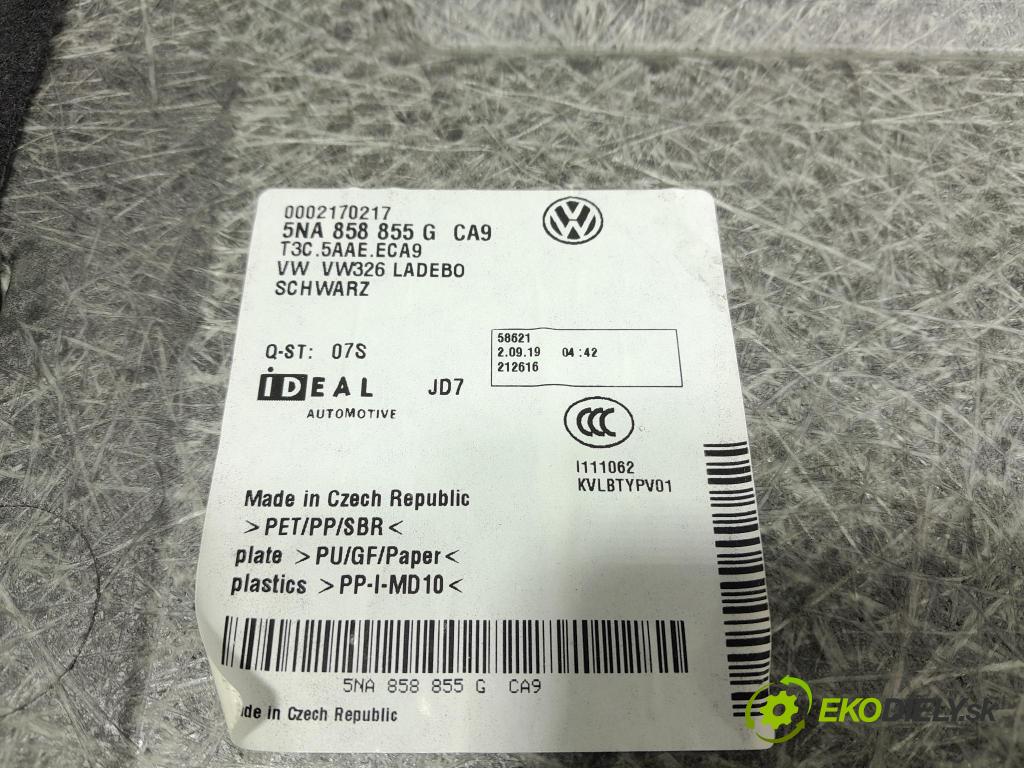 0002170217
5NA 858 855 G CA9
T3C.5AAE.ECA9
VW VW326 LADEBO
SCHWARZ
Q-ST: 07S
58621
2.09.19 04:42
212616
iDEAL
AUTOMOTIVE
JD7
CCC
I111062
KVLBTYPV01
Made in Czech Republic
>PET/PP/SBR<
plate >PU/GF/Paper<
plastics >PP-I-MD10<
5NA 858 855 G CA9
de in Czech Republic
EKODIELY.sk